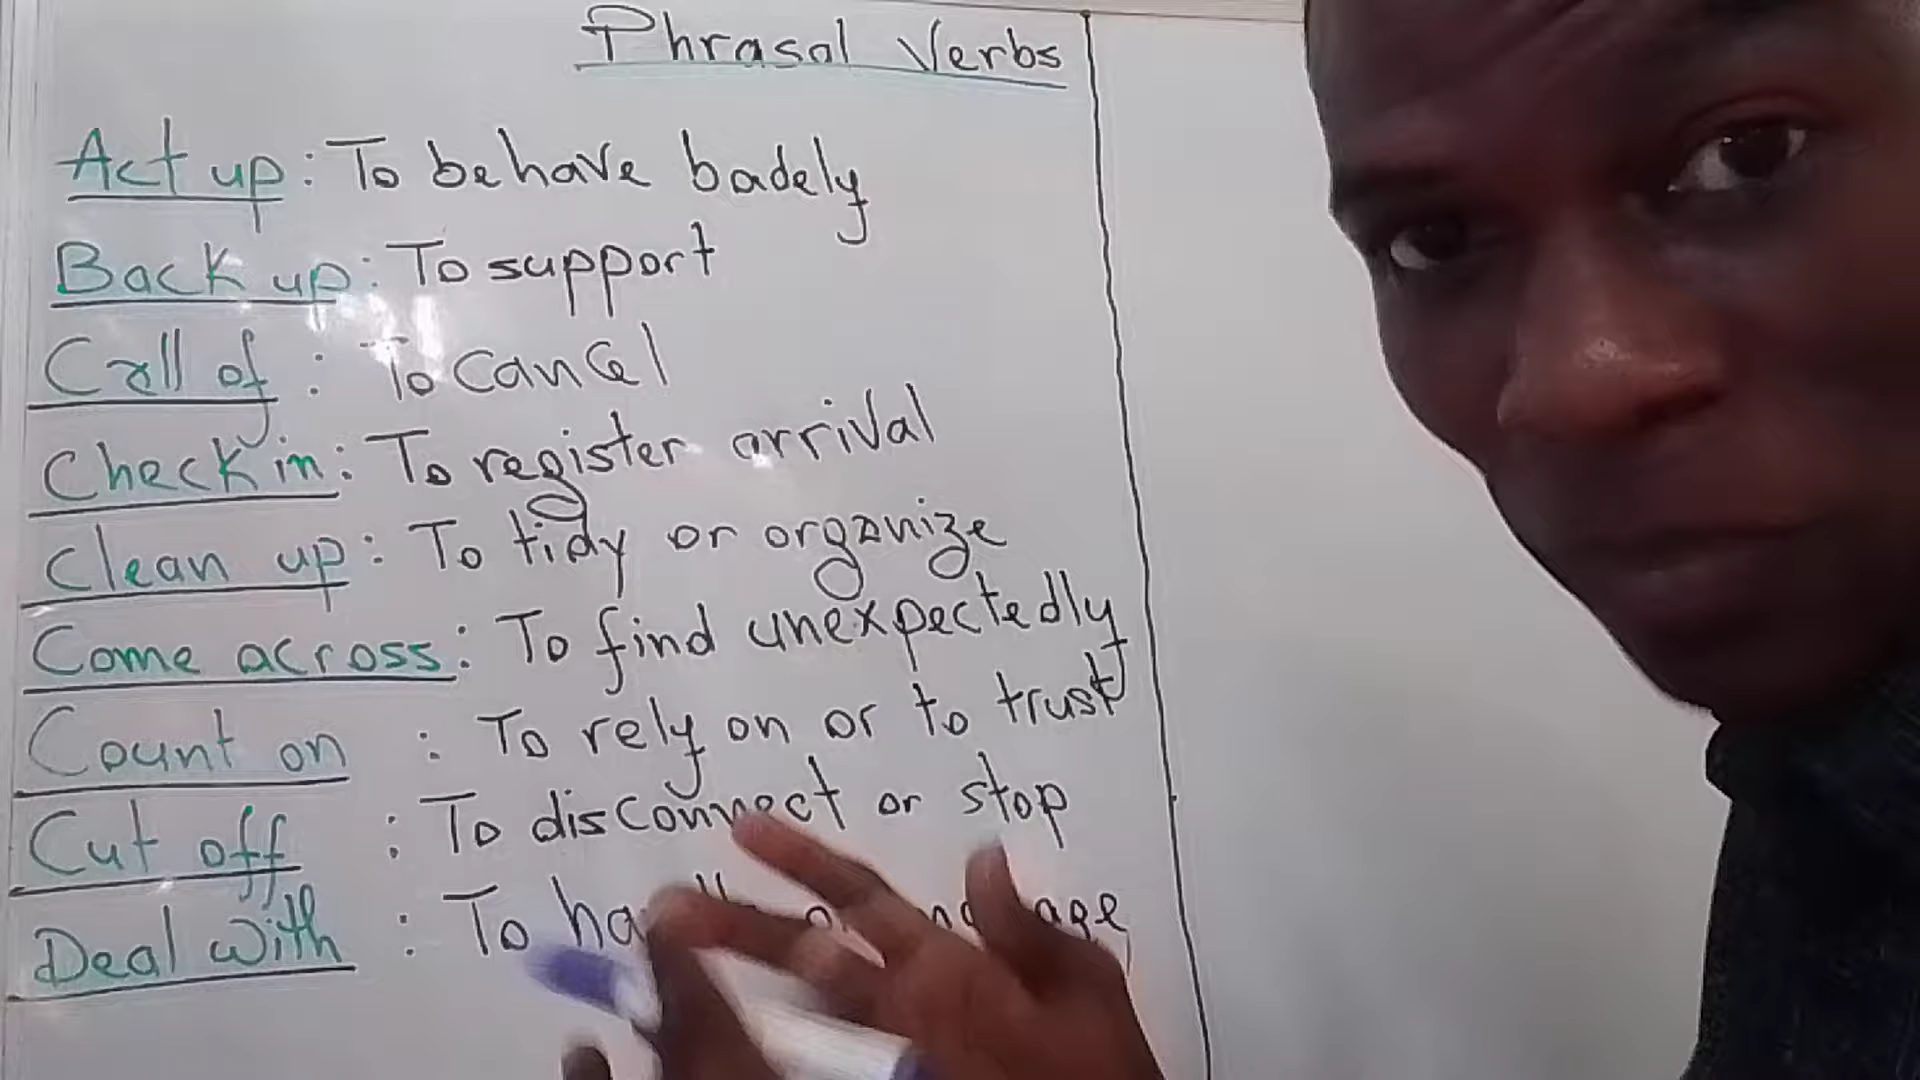 Phrasal Verbs
Act up: To behave badely
Back up: To support
Call of: To cancel
Check in: To register arrival
Clean up: To tidy or organize
Come across: To find unexpectedly
Count on: To rely on or to trust
Cut off: To disconnect or stop
Deal with: To